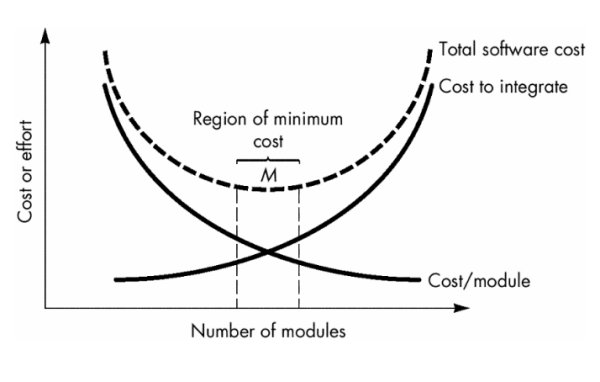 Total software cost
Cost to integrate
Region of minimum
cost
M
Cost or effort
Cost/module
Number of modules